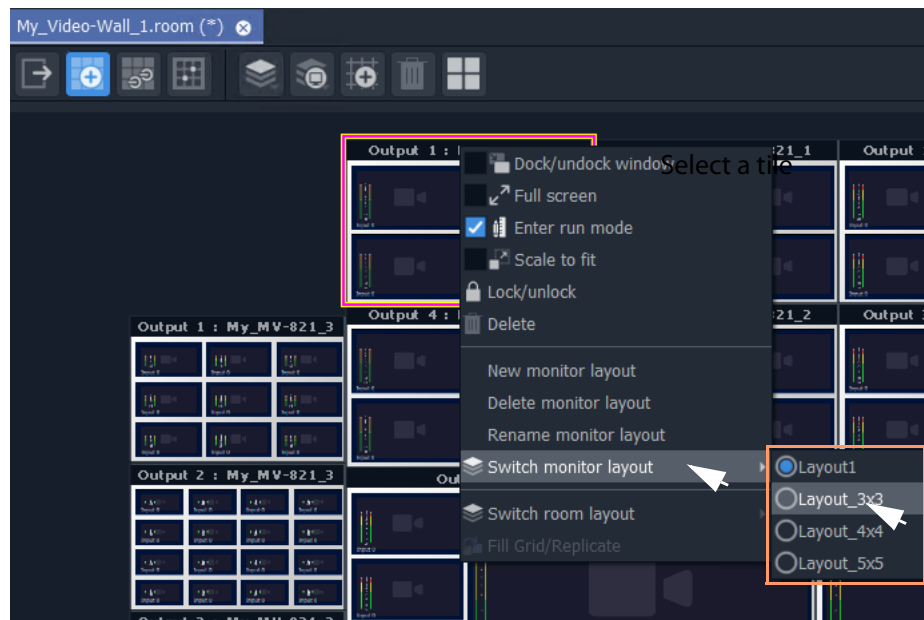 My_Video-Wall_1.room (*)
Output 1 :
821_1
Output
Dock/undock window
Select a tile
Full screen
Enter run mode
Scale to fit
Lock/unlock
Output 4 :
821_2
Output
Delete
Output 1 : My_MV-821_3
New monitor layout
Delete monitor layout
Rename monitor layout
Switch monitor layout
Layout1
Output 2 : My_MV-821_3
Layout_3x3
Switch room layout
Layout_4x4
Fill Grid/Replicate
Layout_5x5